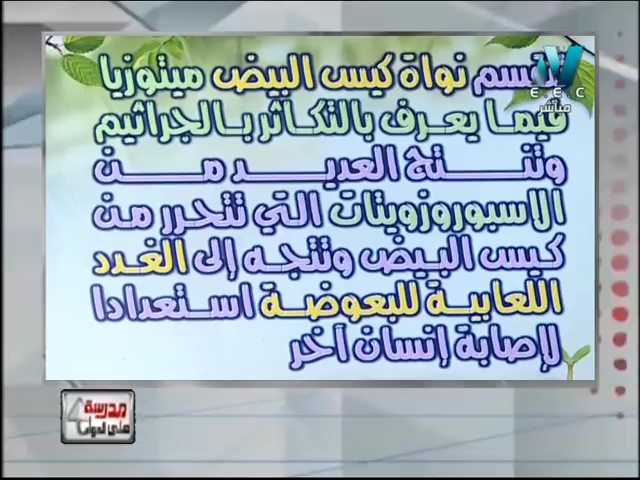 تنقسم نواة كيس البيض ميتوزيا
فيما يعرف بالتكاثر بالجراثيم
وتنتج العديد من
الاسبوروزويتات التي تتحرر من
كيس البيض وتتجه إلى الغدد
اللعابية للبعوضة استعدادا
لإصابة إنسان آخر
E E C
مباشر
مدرسة
على الهواء